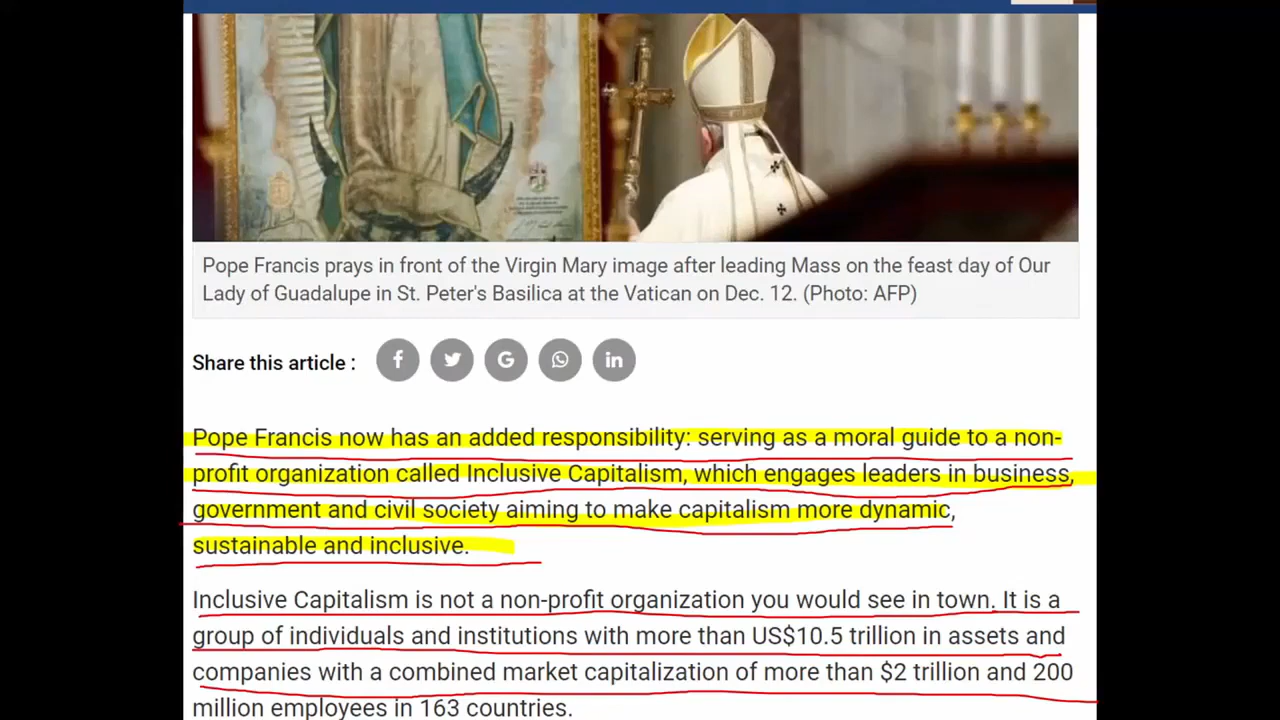 Pope Francis prays in front of the Virgin Mary image after leading Mass on the feast day of Our
Lady of Guadalupe in St. Peter's Basilica at the Vatican on Dec. 12. (Photo: AFP)
Share this article :
Pope Francis now has an added responsibility: serving as a moral guide to a non-
profit organization called Inclusive Capitalism, which engages leaders in business,
government and civil society aiming to make capitalism more dynamic,
sustainable and inclusive.
Inclusive Capitalism is not a non-profit organization you would see in town. It is a
group of individuals and institutions with more than US$10.5 trillion in assets and
companies with a combined market capitalization of more than $2 trillion and 200
million employees in 163 countries.